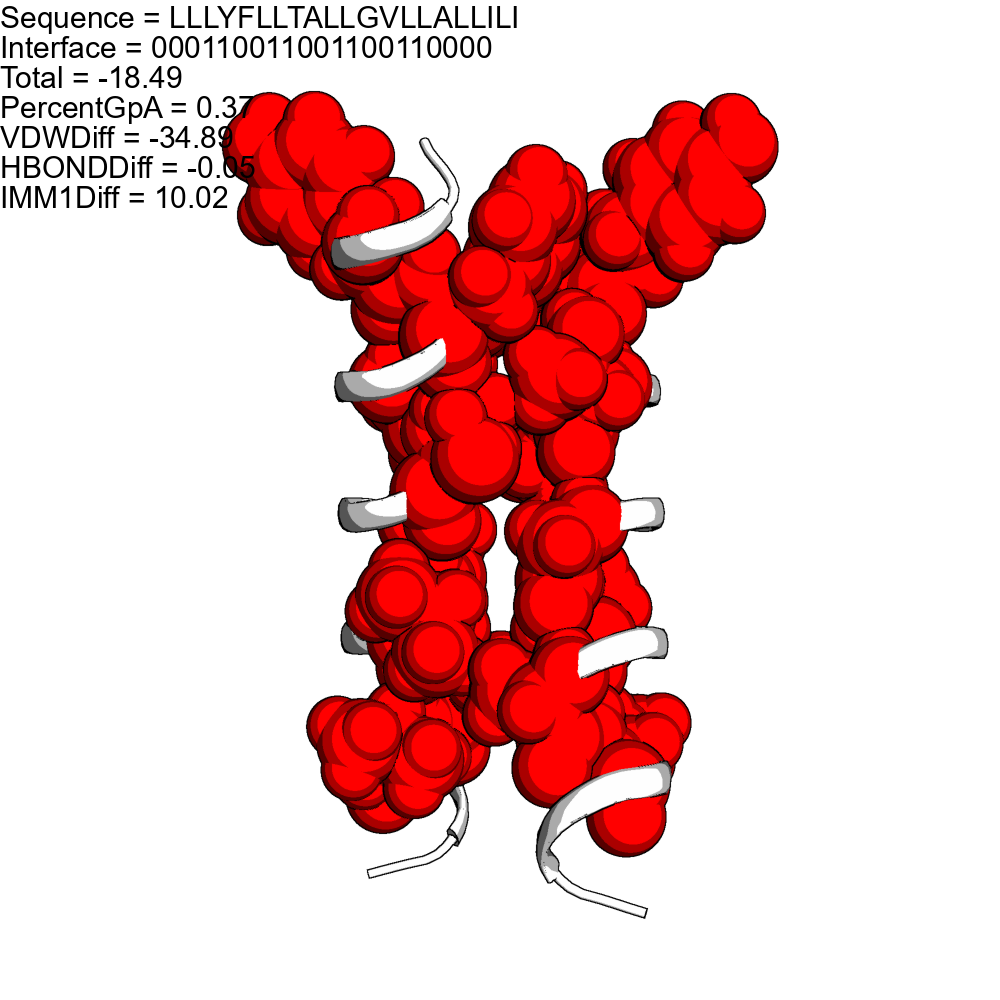 Sequence = LLLYFLLTALLGVLLALLILI
Interface = 000110011001100110000
Total = -18.49
PercentGpA = 0.37
VDWDiff = -34.89
HBONDDiff = -0.05
IMM1Diff = 10.02